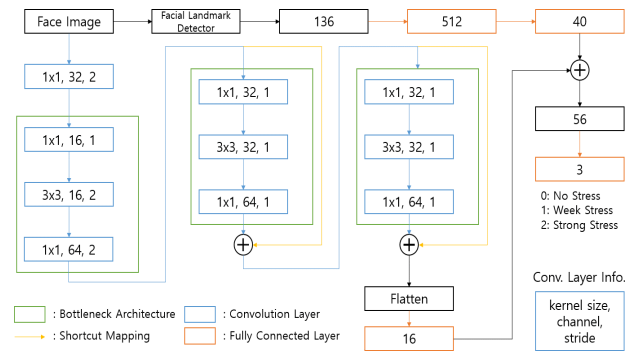 Face Image
Facial Landmark
Detector
136
512
40
1x1, 32, 2
1x1, 16, 1
3x3, 16, 2
1x1, 64, 2
1x1, 32, 1
3x3, 32, 1
1x1, 64, 1
1x1, 32, 1
3x3, 32, 1
1x1, 64, 1
Flatten
16
56
3
0: No Stress
1: Week Stress
2: Strong Stress
Conv. Layer Info.
kernel size,
channel,
stride
: Bottleneck Architecture
: Convolution Layer
: Shortcut Mapping
: Fully Connected Layer